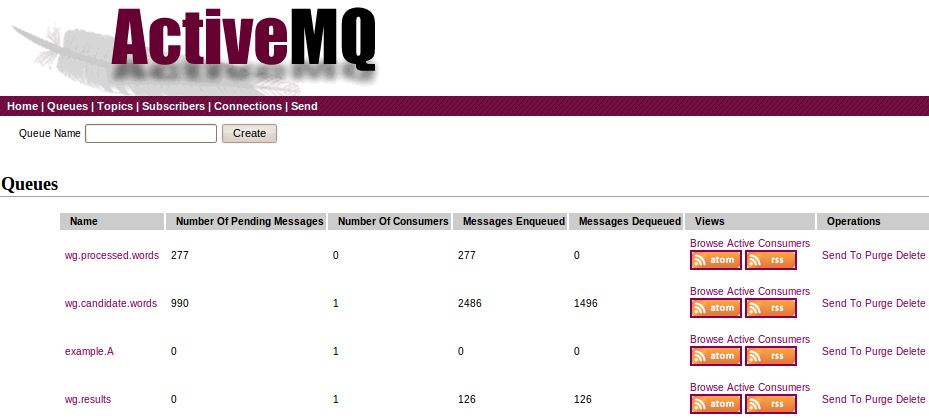 ActiveMQ
Home | Queues | Topics | Subscribers | Connections | Send
Queue Name Create
Queues
Name Number Of Pending Messages Number Of Consumers Messages Enqueued Messages Dequeued Views Operations
Browse Active Consumers
wg.processed.words 277 0 277 0 atom rss Send To Purge Delete
Browse Active Consumers
wg.candidate.words 990 1 2486 1496 atom rss Send To Purge Delete
Browse Active Consumers
example.A 0 1 0 0 atom rss Send To Purge Delete
Browse Active Consumers
wg.results 0 1 126 126 atom rss Send To Purge Delete